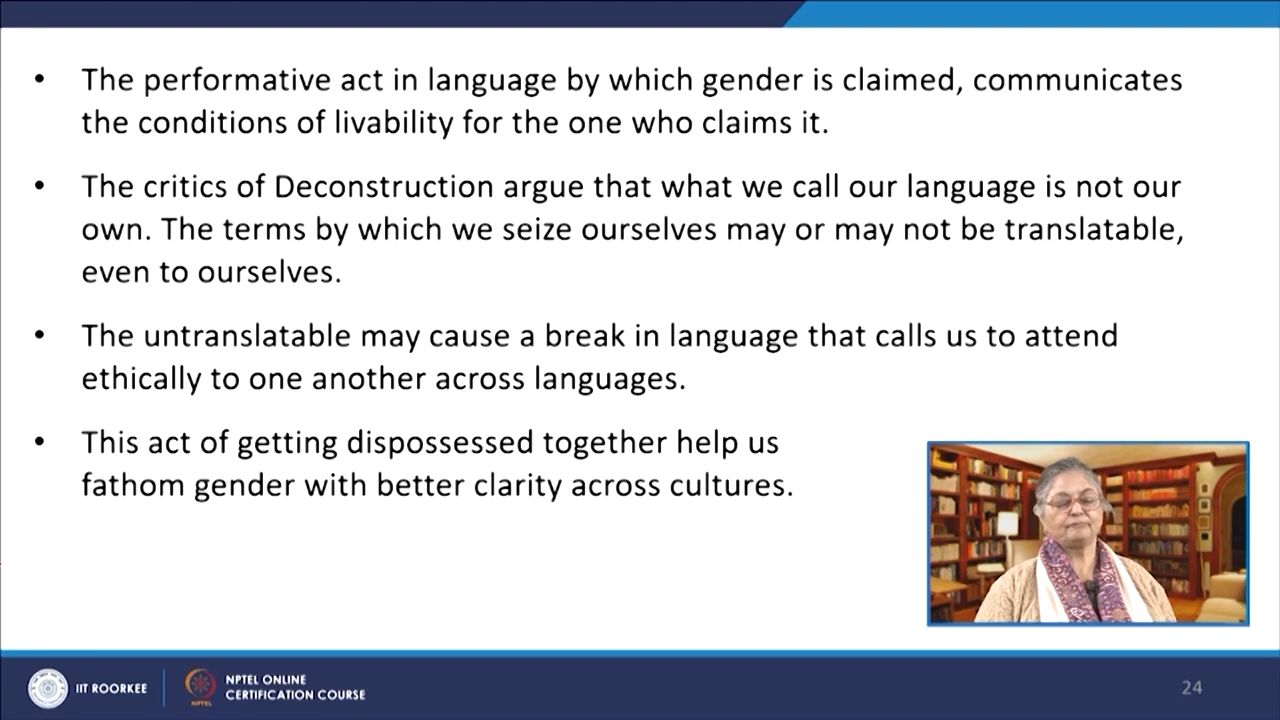 • The performative act in language by which gender is claimed, communicates
the conditions of livability for the one who claims it.
• The critics of Deconstruction argue that what we call our language is not our
own. The terms by which we seize ourselves may or may not be translatable,
even to ourselves.
• The untranslatable may cause a break in language that calls us to attend
ethically to one another across languages.
• This act of getting dispossessed together help us
fathom gender with better clarity across cultures.
IIT ROORKEE
NPTEL
NPTEL ONLINE
CERTIFICATION COURSE
24